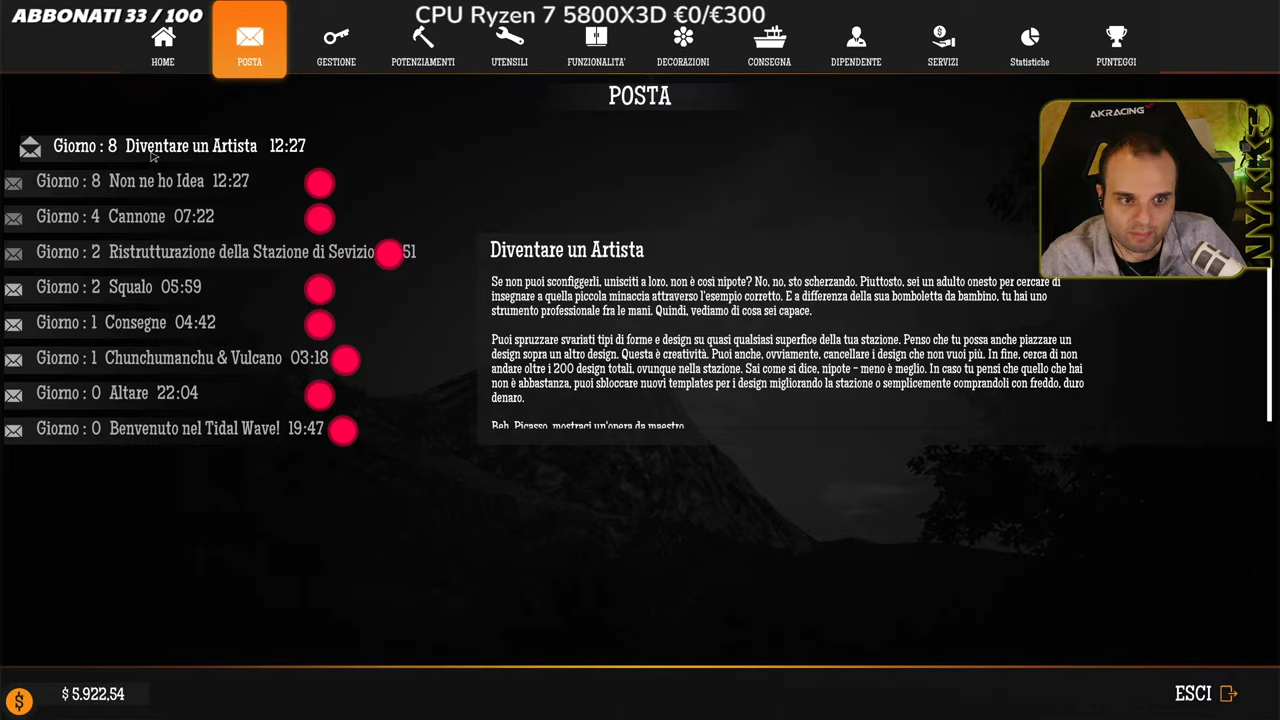 ABBONATI 33 / 100
CPU Ryzen 7 5800X3D €0/€300
HOME
POSTA
GESTIONE
POTENZIAMENTI
UTENSILI
FUNZIONALITA'
DECORAZIONI
CONSEGNA
DIPENDENTE
SERVIZI
Statistiche
PUNTEGGI
POSTA
AKRACING
NYKKS
Giorno : 8 Diventare un Artista 12:27
Giorno : 8 Non ne ho Idea 12:27
Giorno : 4 Cannone 07:22
Giorno : 2 Ristrutturazione della Stazione di Sevizio 51
Giorno : 2 Squalo 05:59
Giorno : 1 Consegne 04:42
Giorno : 1 Chunchumanchu & Vulcano 03:18
Giorno : 0 Altare 22:04
Giorno : 0 Benvenuto nel Tidal Wave! 19:47
Diventare un Artista
Se non puoi sconfiggerli, unisciti a loro, non è così nipote? No, no, sto scherzando. Piuttosto, sei un adulto onesto per cercare di
insegnare a quella piccola minaccia attraverso l'esempio corretto. E a differenza della sua bomboletta da bambino, tu hai uno
strumento professionale fra le mani. Quindi, vediamo di cosa sei capace.
Puoi spruzzare svariati tipi di forme e design su quasi qualsiasi superfice della tua stazione. Penso che tu possa anche piazzare un
design sopra un altro design. Questa è creatività. Puoi anche, ovviamente, cancellare i design che non vuoi più. In fine, cerca di non
andare oltre i 200 design totali, ovunque nella stazione. Sai come si dice, nipote - meno è meglio. In caso tu pensi che quello che hai
non è abbastanza, puoi sbloccare nuovi templates per i design migliorando la stazione o semplicemente comprandoli con freddo, duro
denaro.
Beh, Picasso, mostraci un'opera da maestro.
$ 5.922,54
ESCI